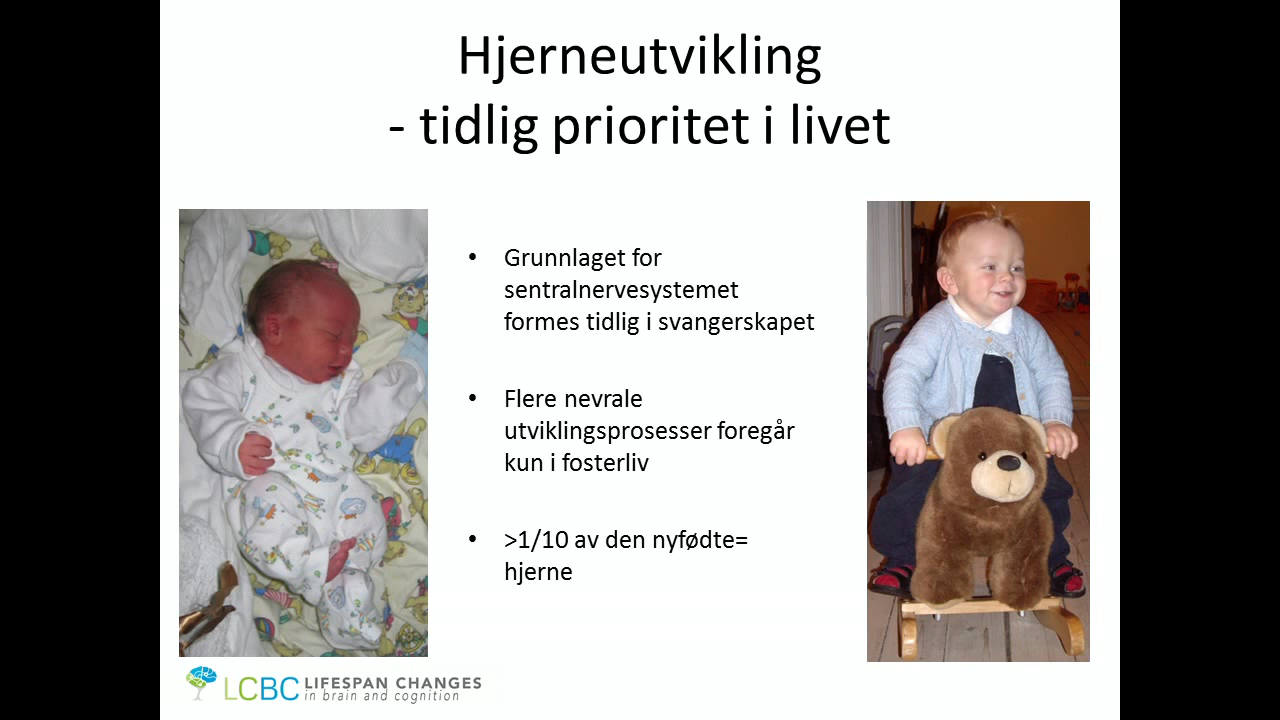 Hjerneutvikling
- tidlig prioritet i livet
• Grunnlaget for
sentralnervesystemet
formes tidlig i svangerskapet
• Flere nevrale
utviklingsprosesser foregår
kun i fosterliv
• >1/10 av den nyfødte=
hjerne
LCBC LIFESPAN CHANGES
in brain and cognition